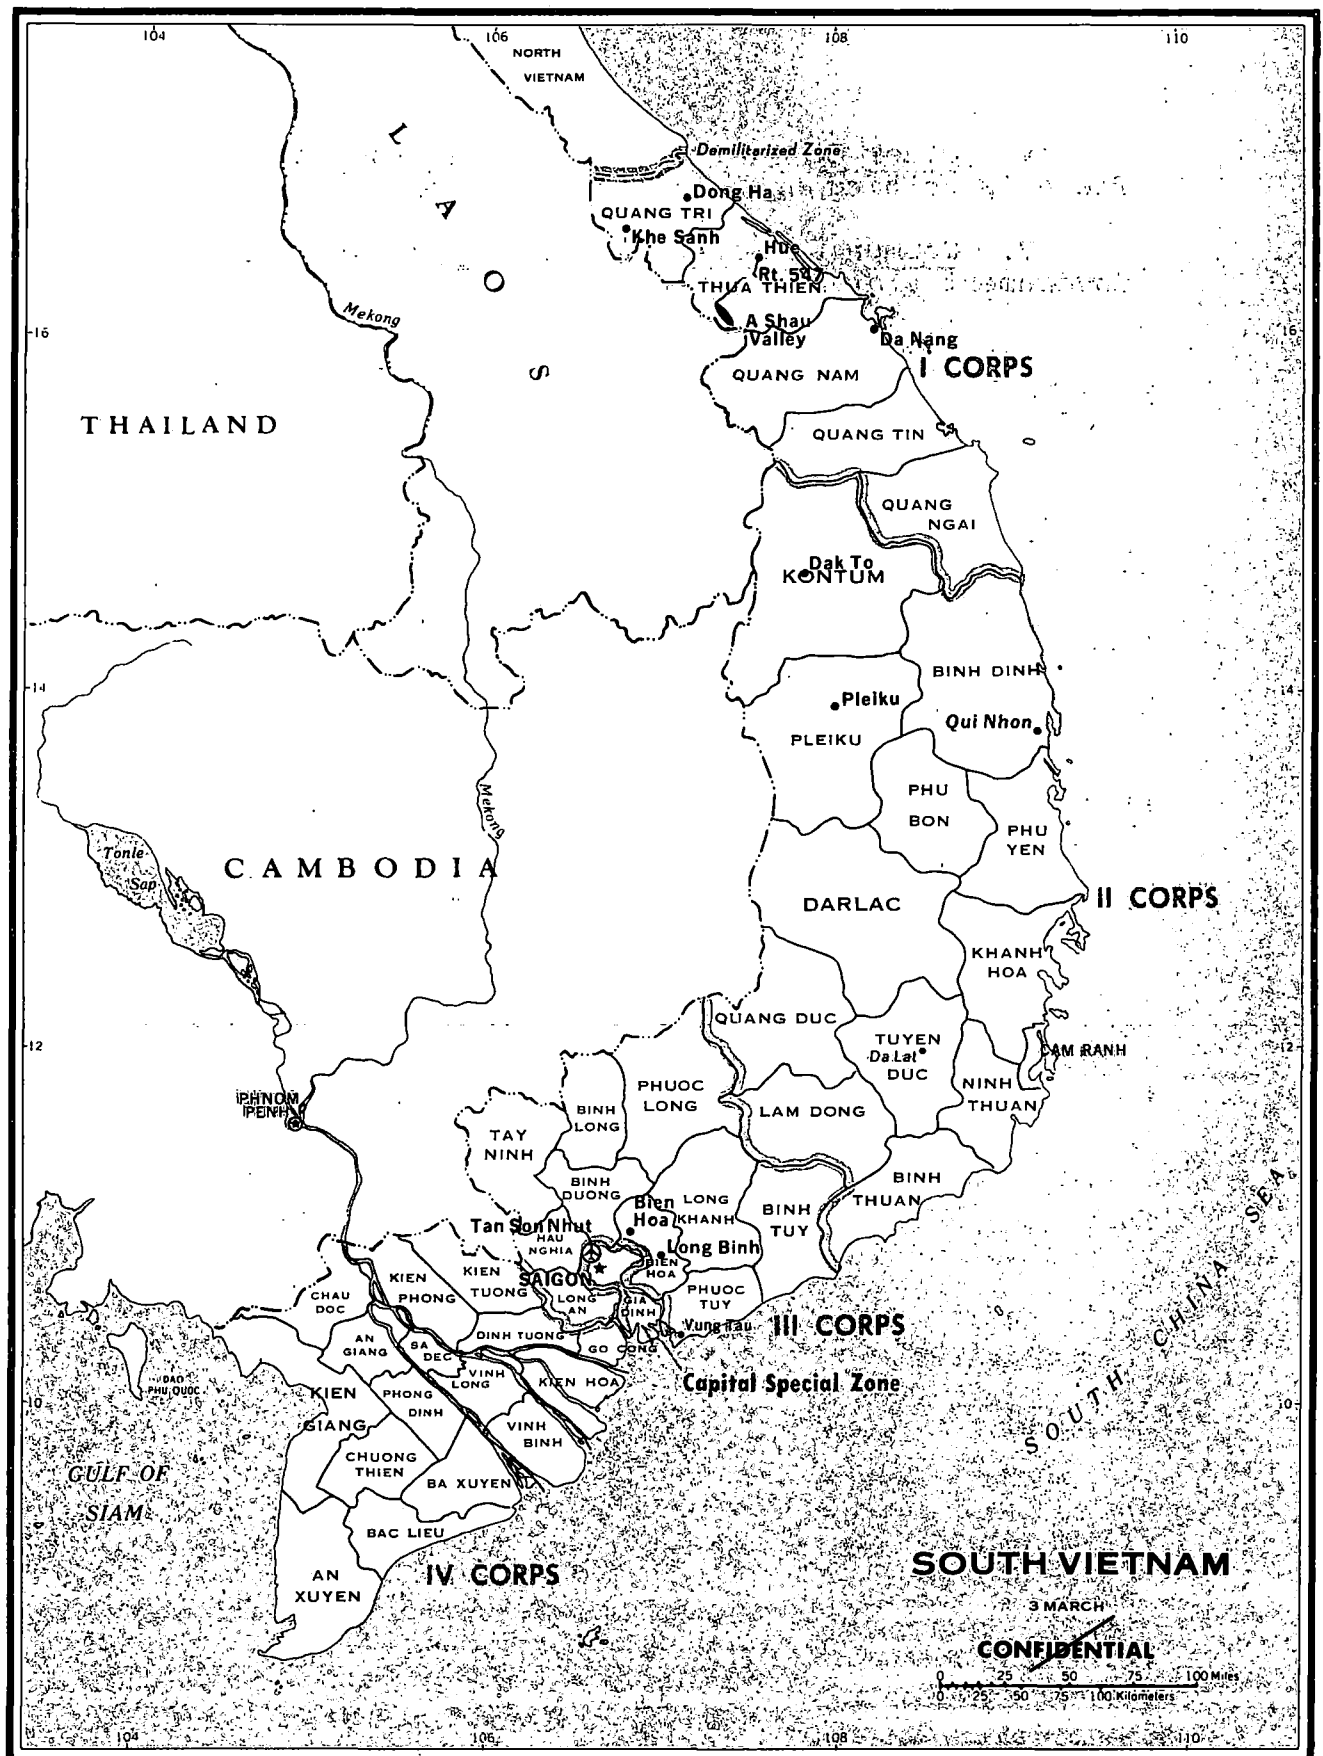 104
106
108
110
NORTH
VIETNAM
LAOS
Demilitarized Zone
Dong Ha
QUANG TRI
Khe Sanh
Hue
Rt. 547
THUA THIEN
Mekong
16
A Shau
Valley
Da Nang
16
I CORPS
QUANG NAM
THAILAND
QUANG TIN
QUANG
NGAI
Dak To
KONTUM
BINH DINH
14
Pleiku
14
Qui Nhon
PLEIKU
Mekong
PHU
BON
PHU
YEN
Tonle
Sap
CAMBODIA
DARLAC
II CORPS
KHANH
HOA
QUANG DUC
TUYEN
Da Lat
DUC
12
CAM RANH
12
PHNOM
PENH
PHUOC
LONG
NINH
THUAN
BINH
LONG
LAM DONG
TAY
NINH
BINH
DUONG
BINH
THUAN
Bien
Hoa
LONG
KHANH
BINH
TUY
Tan Son Nhut
HAU
NGHIA
Long Binh
BIEN
HOA
SAIGON
KIEN
PHONG
KIEN
TUONG
CHAU
DOC
LONG
AN
GIA
DINH
PHUOC
TUY
Vung Tau
III CORPS
AN
GIANG
SA
DEC
DINH TUONG
GO CONG
DAO
PHU QUOC
VINH
LONG
KIEN HOA
Capital Special Zone
KIEN
GIANG
PHONG
DINH
10
10
VINH
BINH
CHUONG
THIEN
BA XUYEN
GULF OF
SIAM
SOUTH CHINA SEA
BAC LIEU
AN
XUYEN
IV CORPS
SOUTH VIETNAM
3 MARCH
CONFIDENTIAL
0 25 50 75 100 Miles
0 25 50 75 100 Kilometers
104
106
108
110